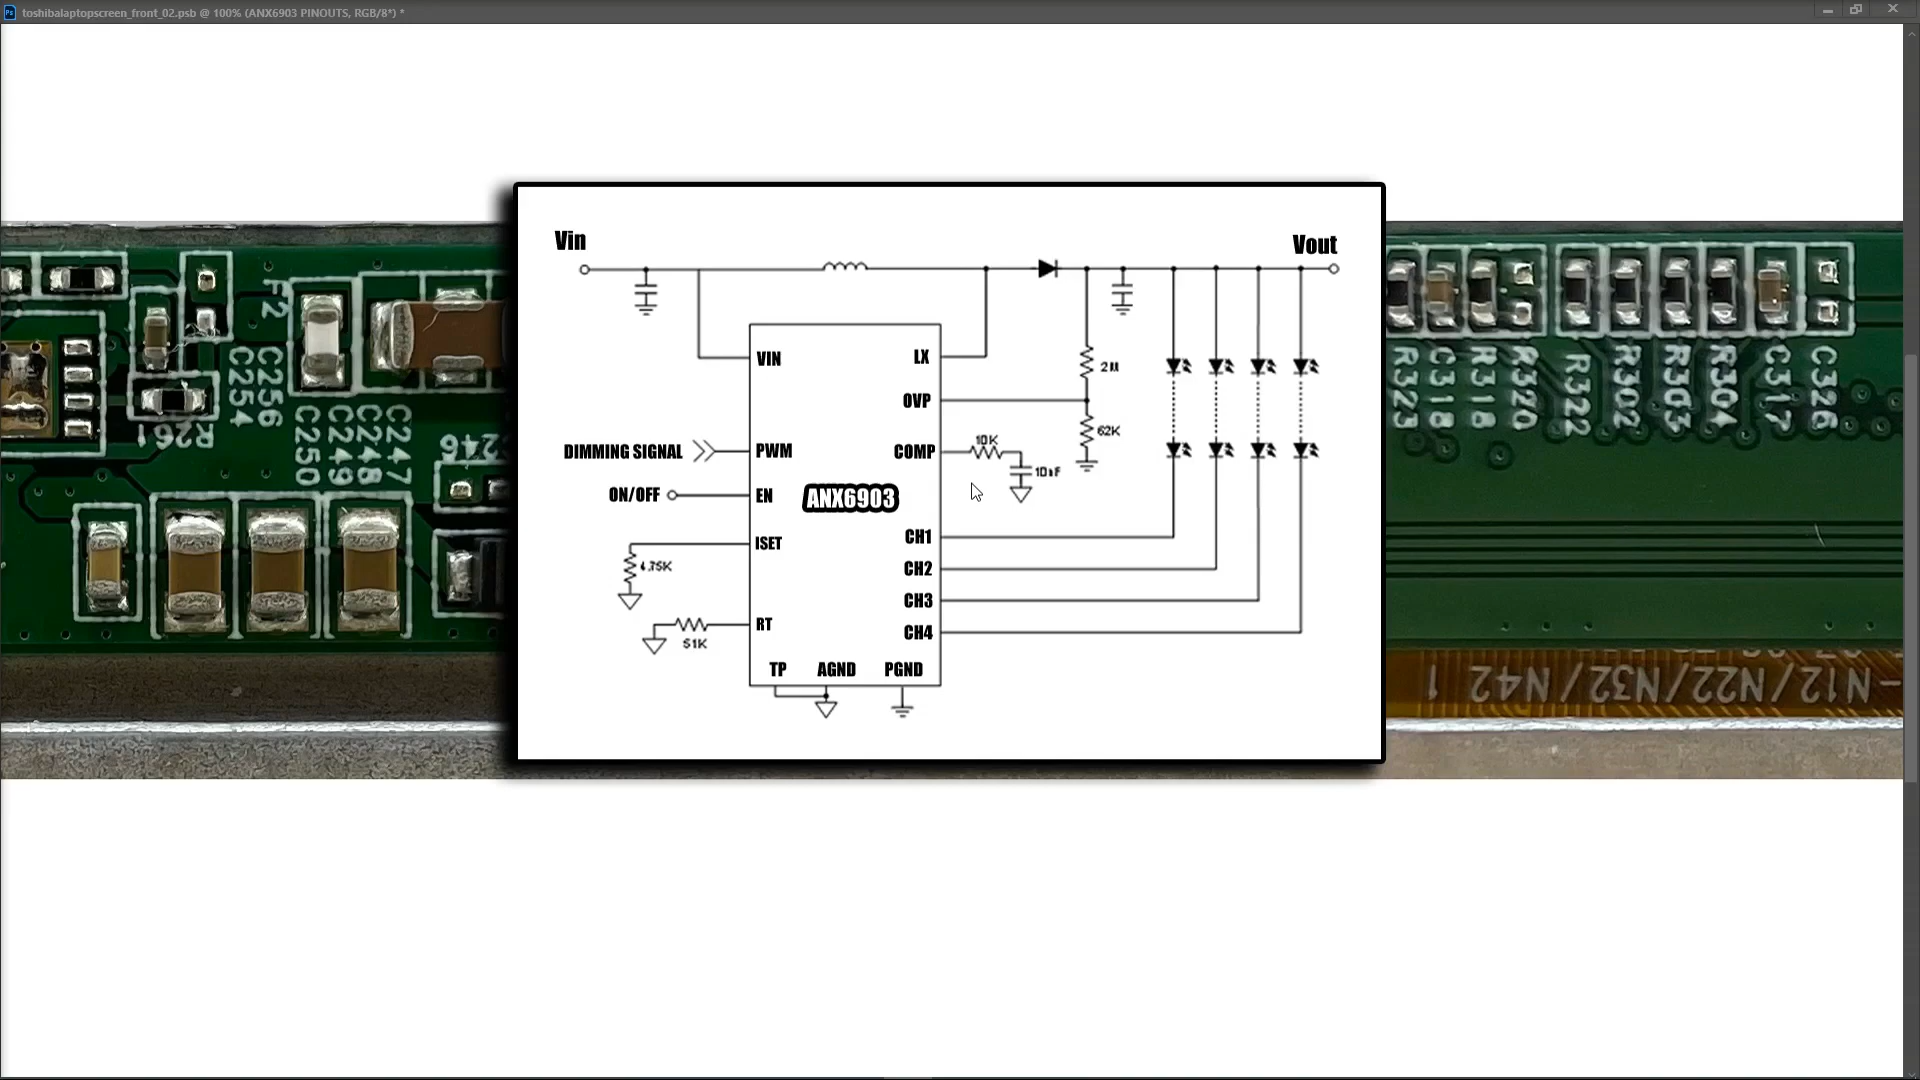 Ps toshibalaptopscreen_front_02.psb @ 100% (ANX6903 PINOUTS, RGB/8*) *
Vin
Vout
VIN
LX
2M
OVP
62K
DIMMING SIGNAL
PWM
COMP
10K
ON/OFF
EN
ANX6903
ISET
CH1
4.75K
CH2
CH3
RT
CH4
51K
TP
AGND
PGND
F2
C256
C254
R261
C250
C249
C248
C247
C246
R323
C318
R318
R320
R322
R302
R303
R304
C317
C326
-N12/N22/N32/N42 1